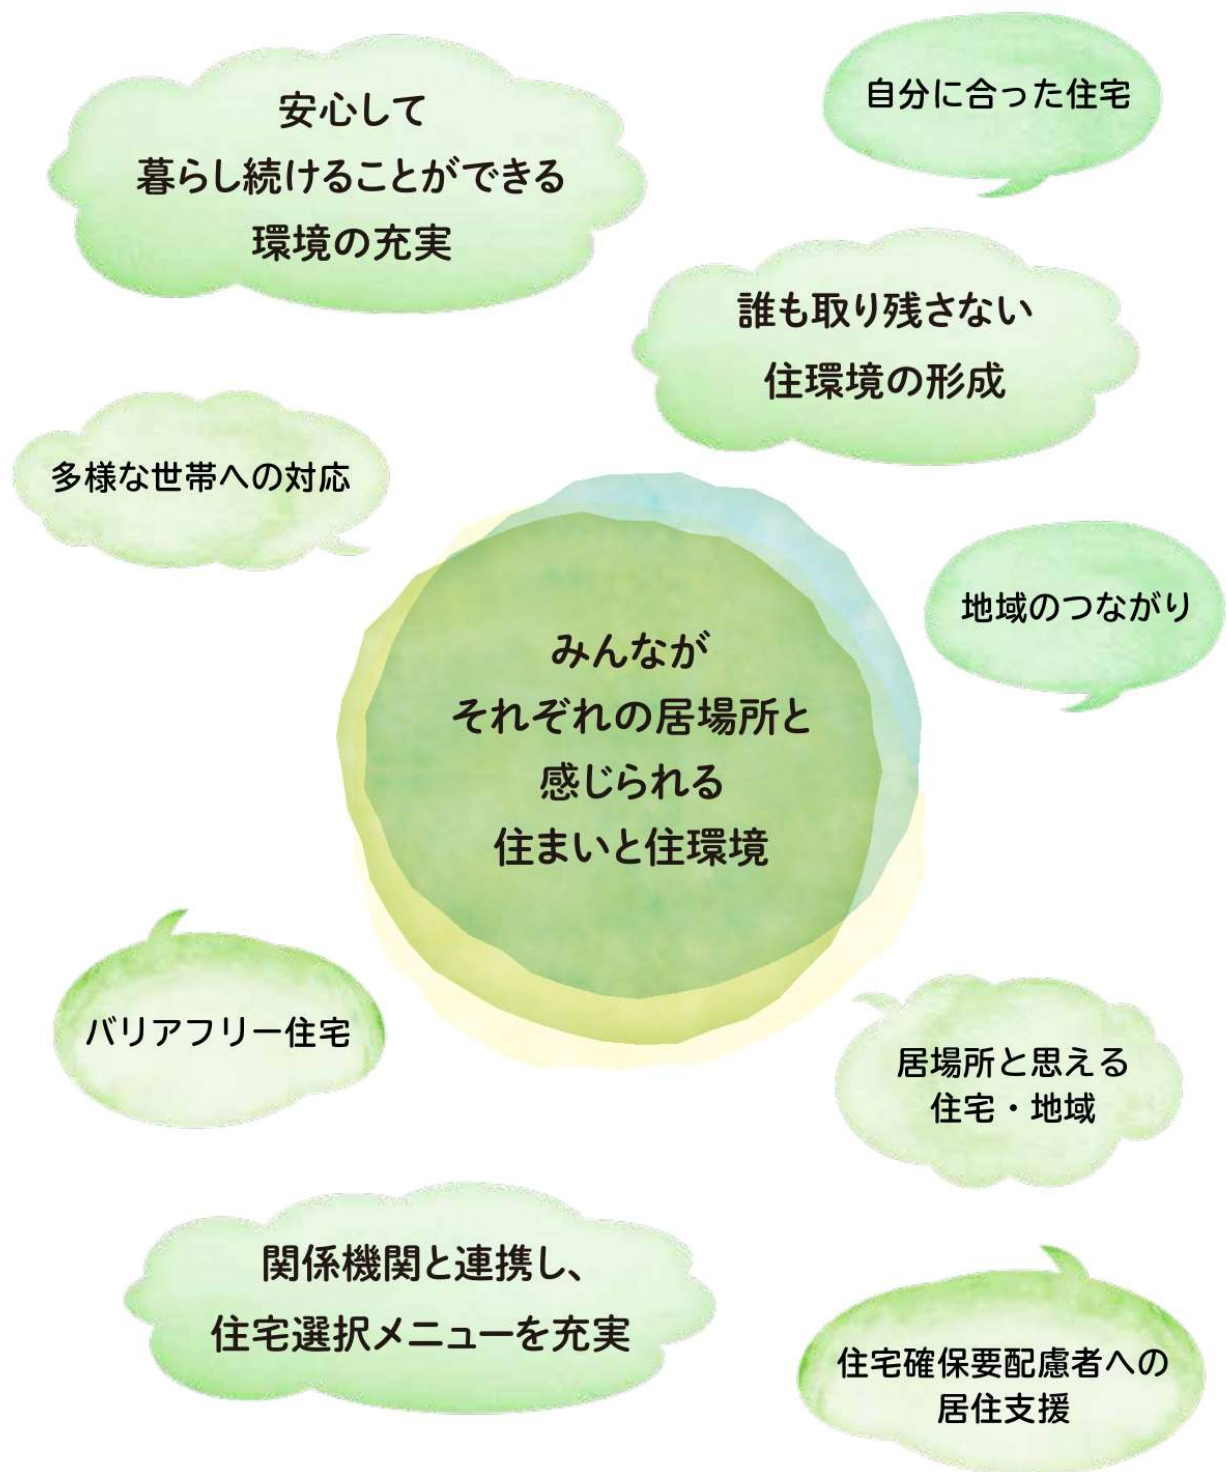 安心して
暮らし続けることができる
環境の充実
自分に合った住宅
誰も取り残さない
住環境の形成
多様な世帯への対応
地域のつながり
みんなが
それぞれの居場所と
感じられる
住まいと住環境
バリアフリー住宅
居場所と思える
住宅・地域
関係機関と連携し、
住宅選択メニューを充実
住宅確保要配慮者への
居住支援